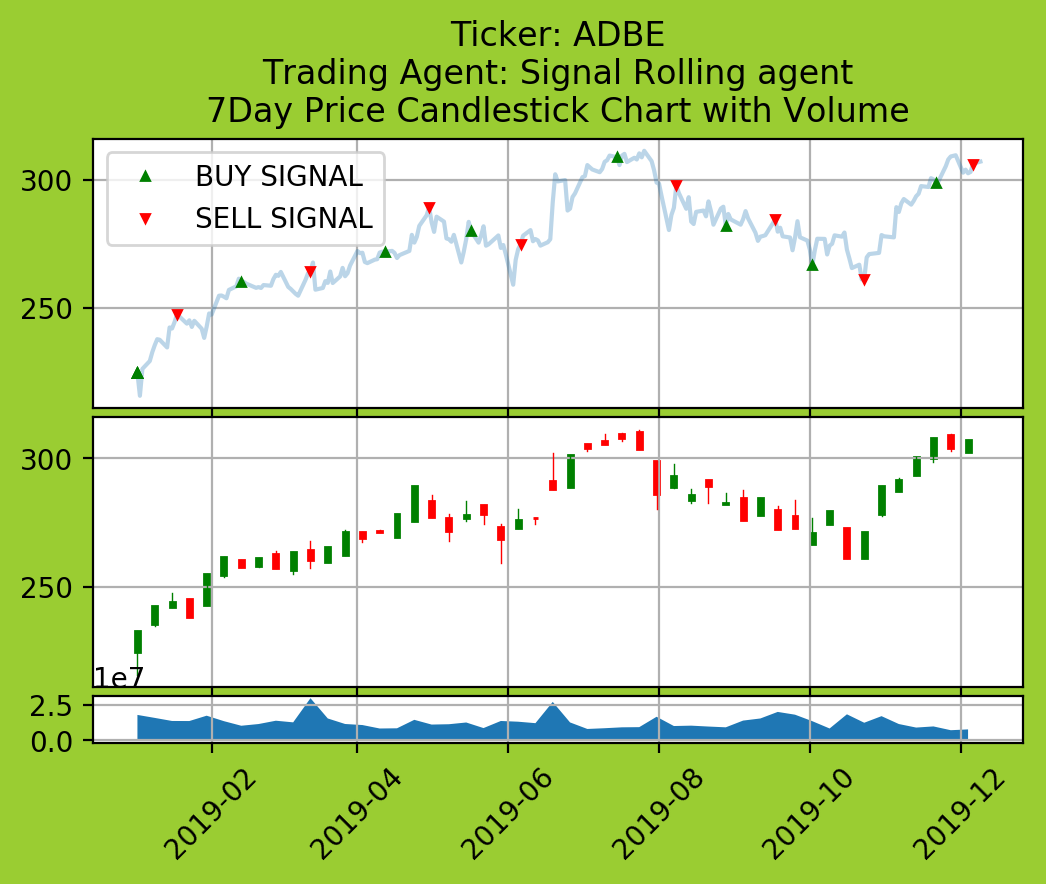 Ticker: ADBE
Trading Agent: Signal Rolling agent
7Day Price Candlestick Chart with Volume
BUY SIGNAL
SELL SIGNAL
300
250
300
250
1e7
2.5
0.0
2019-02
2019-04
2019-06
2019-08
2019-10
2019-12